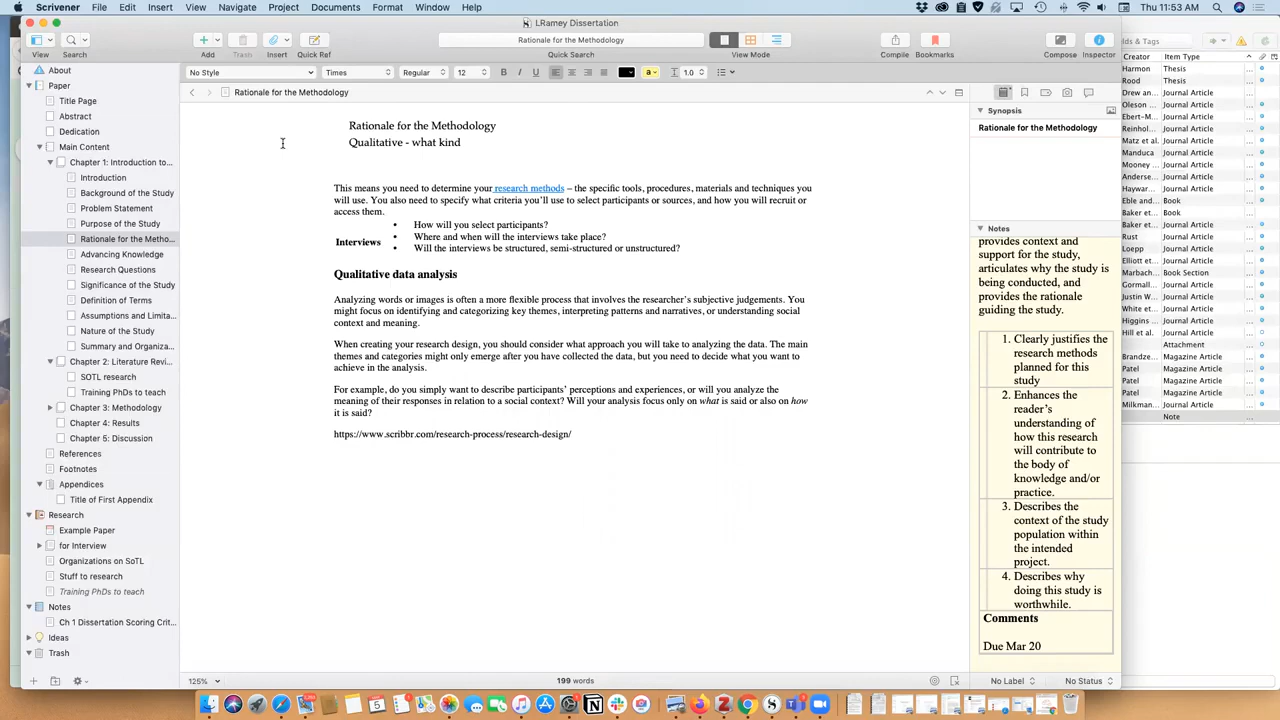 Scrivener File Edit Insert View Navigate Project Documents Format Window Help Thu 11:53 AM
LRamey Dissertation
Rationale for the Methodology
View Search Add Trash Insert Quick Ref Quick Search View Mode Compile Bookmarks Compose Inspector
No Style Times Regular 12 B I U a 1.0
Rationale for the Methodology
About
Paper
Title Page
Abstract
Dedication
Main Content
Chapter 1: Introduction to...
Introduction
Background of the Study
Problem Statement
Purpose of the Study
Rationale for the Metho...
Advancing Knowledge
Research Questions
Significance of the Study
Definition of Terms
Assumptions and Limita...
Nature of the Study
Summary and Organizat...
Chapter 2: Literature Revi...
SOTL research
Training PhDs to teach
Chapter 3: Methodology
Chapter 4: Results
Chapter 5: Discussion
References
Footnotes
Appendices
Title of First Appendix
Research
Example Paper
for Interview
Organizations on SoTL
Stuff to research
Training PhDs to teach
Notes
Ch 1 Dissertation Scoring Crit...
Ideas
Trash
Rationale for the Methodology
Qualitative - what kind
This means you need to determine your research methods – the specific tools, procedures, materials and techniques you
will use. You also need to specify what criteria you'll use to select participants or sources, and how you will recruit or
access them.
• How will you select participants?
Interviews • Where and when will the interviews take place?
• Will the interviews be structured, semi-structured or unstructured?
Qualitative data analysis
Analyzing words or images is often a more flexible process that involves the researcher's subjective judgements. You
might focus on identifying and categorizing key themes, interpreting patterns and narratives, or understanding social
context and meaning.
When creating your research design, you should consider what approach you will take to analyzing the data. The main
themes and categories might only emerge after you have collected the data, but you need to decide what you want to
achieve in the analysis.
For example, do you simply want to describe participants' perceptions and experiences, or will you analyze the
meaning of their responses in relation to a social context? Will your analysis focus only on what is said or also on how
it is said?
https://www.scribbr.com/research-process/research-design/
125%
199 words
Synopsis
Rationale for the Methodology
Notes
provides context and
support for the study,
articulates why the study is
being conducted, and
provides the rationale
guiding the study.
1. Clearly justifies the
research methods
planned for this
study
2. Enhances the
reader's
understanding of
how this research
will contribute to
the body of
knowledge and/or
practice.
3. Describes the
context of the study
population within
the intended
project.
4. Describes why
doing this study is
worthwhile.
Comments
Due Mar 20
No Label No Status
lds & Tags
Creator Item Type
Harmon Thesis
Rood Thesis
Drew an... Journal Article
Oleson ... Journal Article
Ebert-M... Journal Article
Reinhol... Journal Article
Matz et al. Journal Article
Manduca Journal Article
Mooney ... Journal Article
Anderse... Journal Article
Haywar... Journal Article
Eble and... Book
Baker et... Book
Baker et... Journal Article
Rust Journal Article
Loepp Journal Article
Elliott et... Journal Article
Marbach... Book Section
Gormall... Journal Article
Justin W... Journal Article
White et... Journal Article
Higgins ... Journal Article
Attachment
Brandze... Magazine Article
Patel Magazine Article
Patel Magazine Article
Patel Magazine Article
Milkman... Journal Article
Note